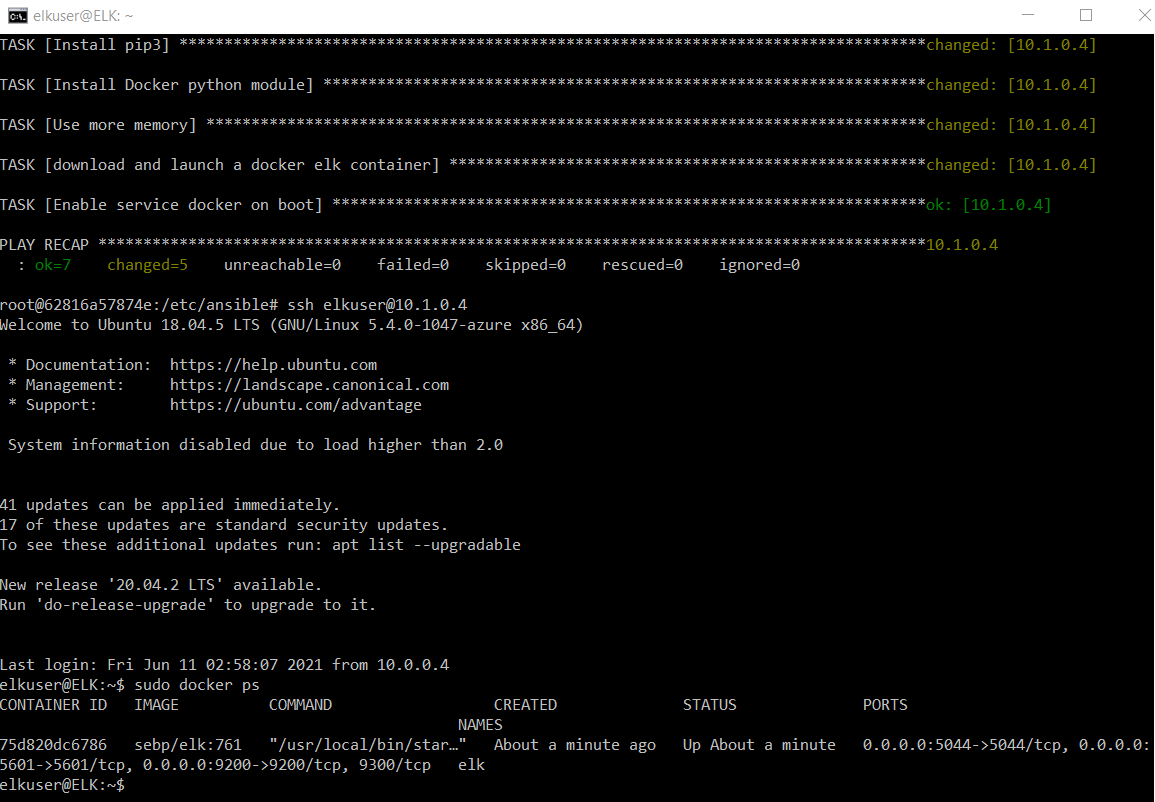 elkuser@ELK: ~
TASK [Install pip3] ***********************************************************************************changed: [10.1.0.4]
TASK [Install Docker python module] *******************************************************************changed: [10.1.0.4]
TASK [Use more memory] ********************************************************************************changed: [10.1.0.4]
TASK [download and launch a docker elk container] *****************************************************changed: [10.1.0.4]
TASK [Enable service docker on boot] ******************************************************************ok: [10.1.0.4]
PLAY RECAP ********************************************************************************************10.1.0.4
  : ok=7    changed=5    unreachable=0    failed=0    skipped=0    rescued=0    ignored=0
root@62816a57874e:/etc/ansible# ssh elkuser@10.1.0.4
Welcome to Ubuntu 18.04.5 LTS (GNU/Linux 5.4.0-1047-azure x86_64)
 * Documentation:  https://help.ubuntu.com
 * Management:     https://landscape.canonical.com
 * Support:        https://ubuntu.com/advantage
 System information disabled due to load higher than 2.0
41 updates can be applied immediately.
17 of these updates are standard security updates.
To see these additional updates run: apt list --upgradable
New release '20.04.2 LTS' available.
Run 'do-release-upgrade' to upgrade to it.
Last login: Fri Jun 11 02:58:07 2021 from 10.0.0.4
elkuser@ELK:~$ sudo docker ps
CONTAINER ID   IMAGE          COMMAND                  CREATED              STATUS              PORTS
                                                   NAMES
75d820dc6786   sebp/elk:761   "/usr/local/bin/star…"   About a minute ago   Up About a minute   0.0.0.0:5044->5044/tcp, 0.0.0.0:
5601->5601/tcp, 0.0.0.0:9200->9200/tcp, 9300/tcp   elk
elkuser@ELK:~$